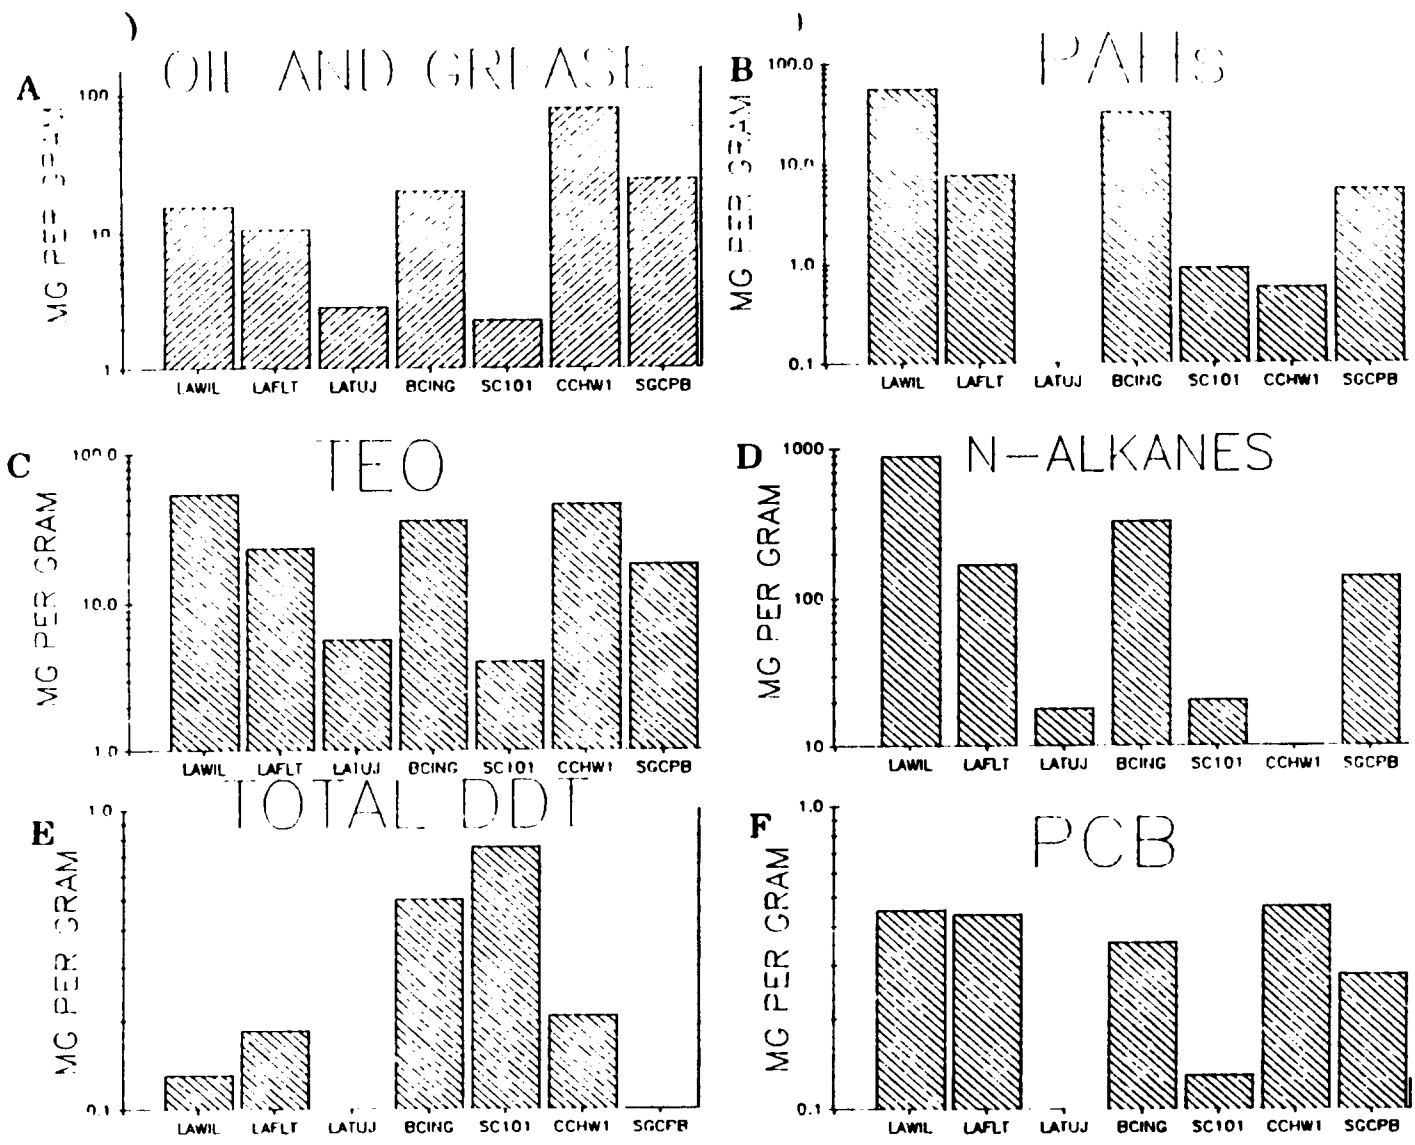 A
OIL AND GREASE
MG PER GRAM
100
10
1
LAWIL LAFLT LATUJ BCING SC101 CCHW1 SGCPB
B
PAHs
MG PER GRAM
100.0
10.0
1.0
0.1
LAWIL LAFLT LATUJ BCING SC101 CCHW1 SGCPB
C
TEO
MG PER GRAM
100.0
10.0
1.0
LAWIL LAFLT LATUJ BCING SC101 CCHW1 SGCPB
D
N-ALKANES
MG PER GRAM
1000
100
10
LAWIL LAFLT LATUJ BCING SC101 CCHW1 SGCPB
E
TOTAL DDT
MG PER GRAM
1.0
0.1
LAWIL LAFLT LATUJ BCING SC101 CCHW1 SGCPB
F
PCB
MG PER GRAM
1.0
0.1
LAWIL LAFLT LATUJ BCING SC101 CCHW1 SGCPB